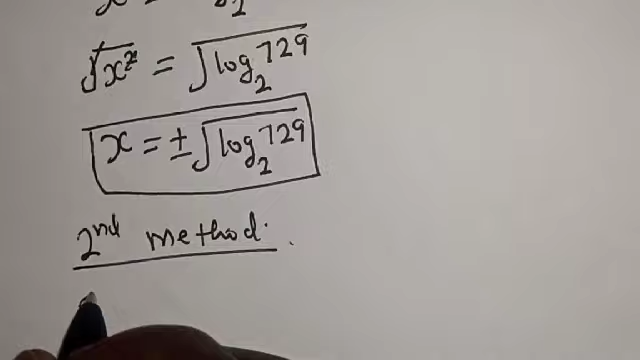 √x² = √log₂729
x = ±√log₂729
2nd method: